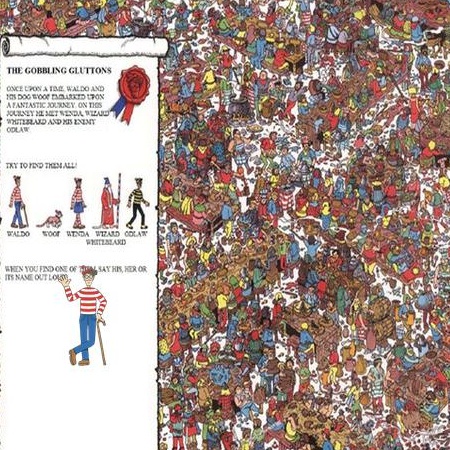 THE GOBBLING GLUTTONS
ONCE UPON A TIME, WALDO AND
HIS DOG WOOF EMBARKED UPON
A FANTASTIC JOURNEY. ON THIS
JOURNEY HE MET WENDA, WIZARD
WHITEBEARD AND HIS ENEMY
ODLAW
TRY TO FIND THEM ALL!
WALDO WOOF WENDA WIZARD ODLAW
WHITEBEARD
WHEN YOU FIND ONE OF SAY HIS, HER OR
ITS NAME OUT